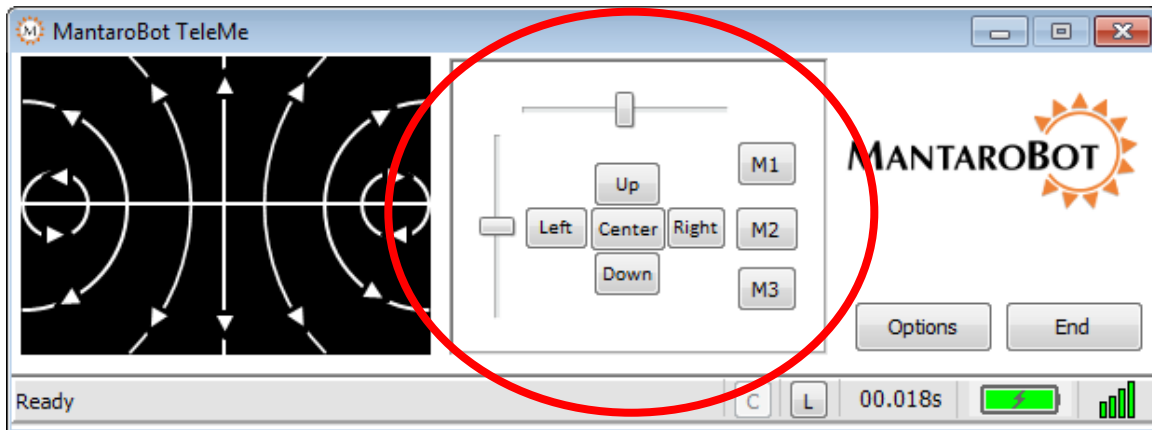 MantaroBot TeleMe
M1
Up
MANTAROBOT
Left Center Right M2
Down
M3
Options End
Ready C L 00.018s